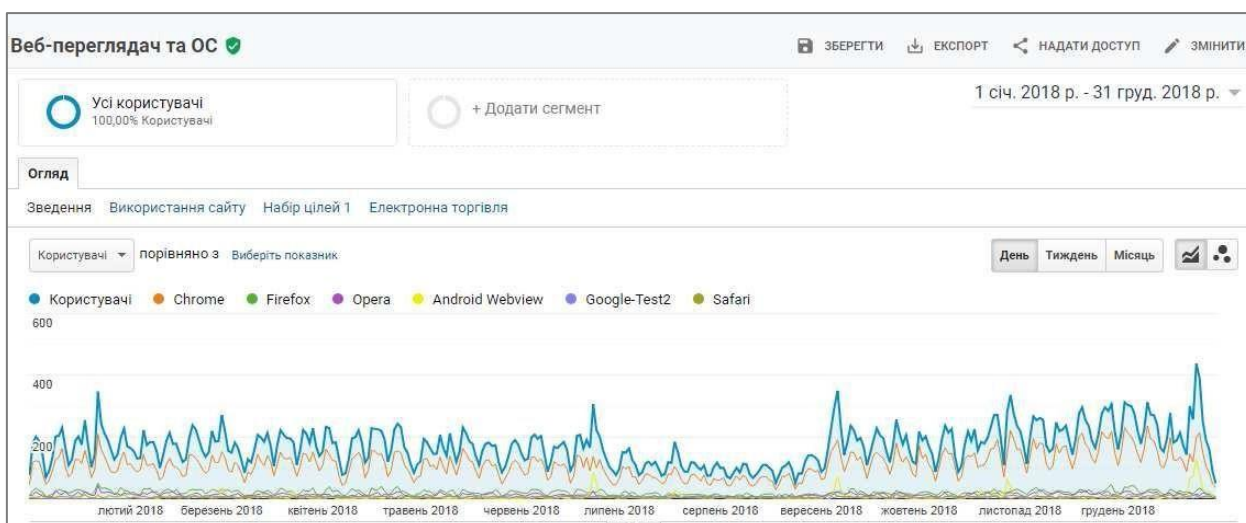 Веб-переглядач та ОС
ЗБЕРЕГТИ ЕКСПОРТ НАДАТИ ДОСТУП ЗМІНИТИ
Усі користувачі
100,00% Користувачі
+ Додати сегмент
1 січ. 2018 р. - 31 груд. 2018 р.
Огляд
Зведення Використання сайту Набір цілей 1 Електронна торгівля
Користувачі порівняно з Виберіть показник
День Тиждень Місяць
Користувачі Chrome Firefox Opera Android Webview Google-Test2 Safari
600
400
200
лютий 2018 березень 2018 квітень 2018 травень 2018 червень 2018 липень 2018 серпень 2018 вересень 2018 жовтень 2018 листопад 2018 грудень 2018